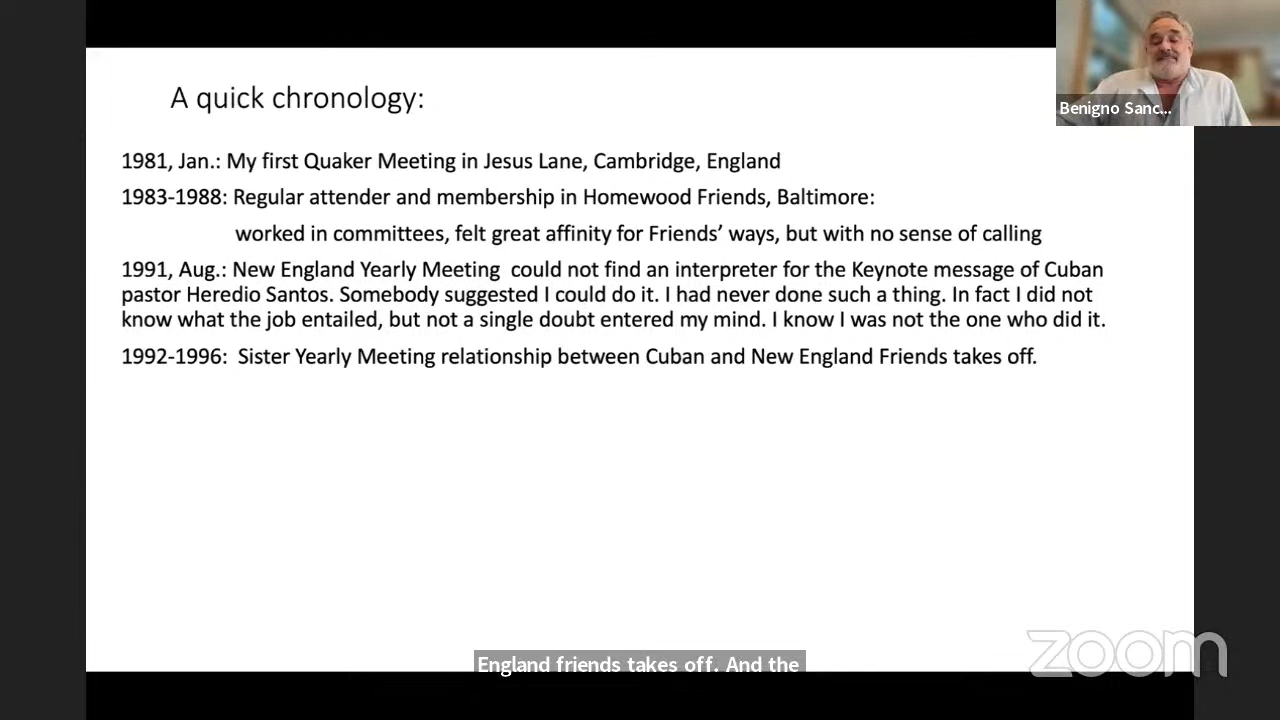 A quick chronology:
Benigno Sanc...
1981, Jan.: My first Quaker Meeting in Jesus Lane, Cambridge, England
1983-1988: Regular attender and membership in Homewood Friends, Baltimore:
worked in committees, felt great affinity for Friends’ ways, but with no sense of calling
1991, Aug.: New England Yearly Meeting could not find an interpreter for the Keynote message of Cuban
pastor Heredio Santos. Somebody suggested I could do it. I had never done such a thing. In fact I did not
know what the job entailed, but not a single doubt entered my mind. I know I was not the one who did it.
1992-1996: Sister Yearly Meeting relationship between Cuban and New England Friends takes off.
England friends takes off. And the
zoom